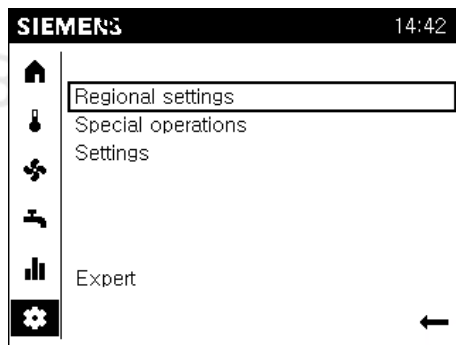 SIEMENS 14:42
Regional settings
Special operations
Settings
Expert